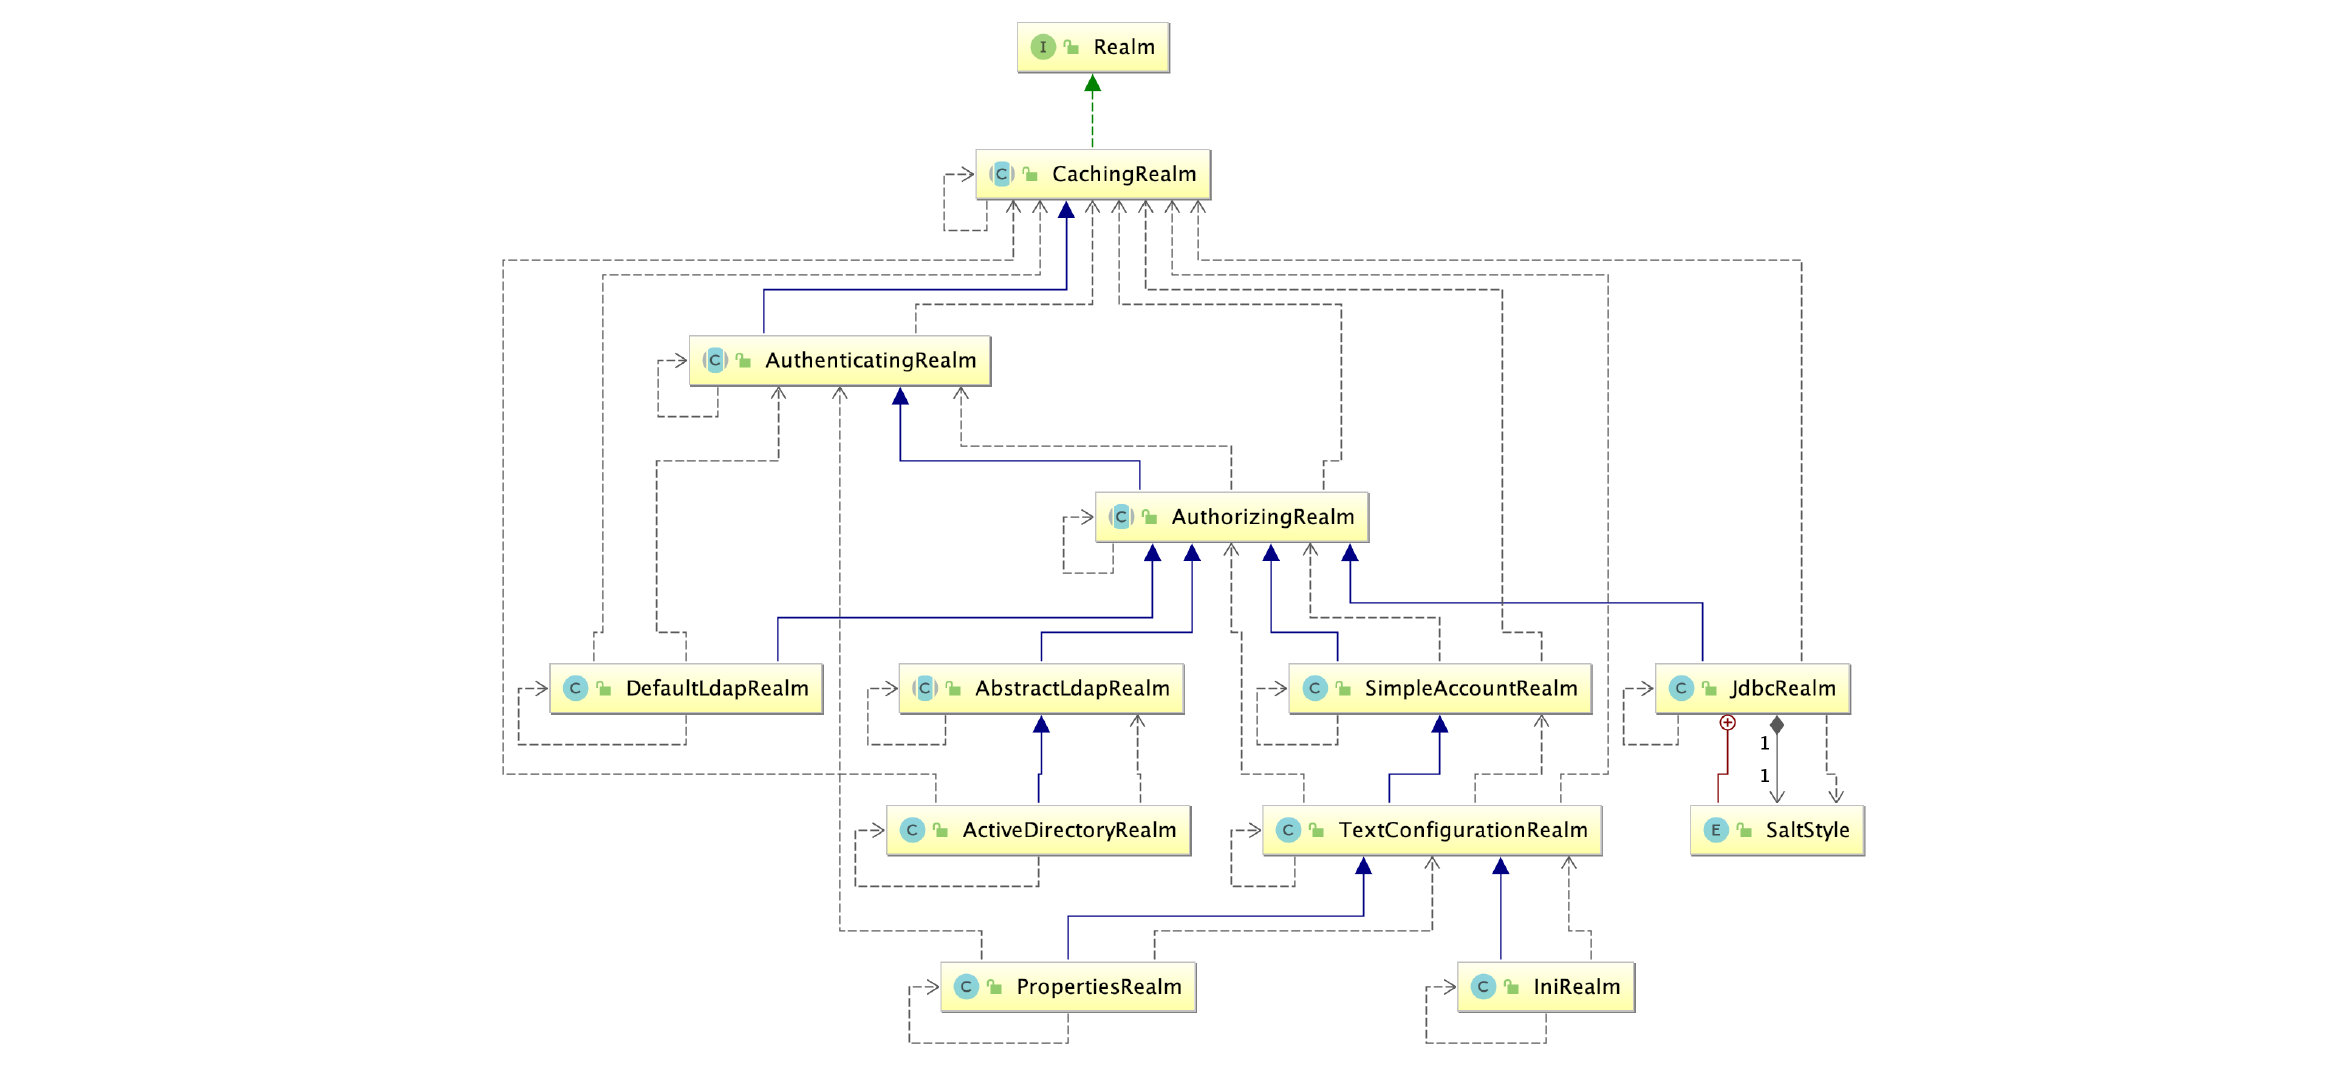 I Realm
C CachingRealm
C AuthenticatingRealm
C AuthorizingRealm
C DefaultLdapRealm
C AbstractLdapRealm
C SimpleAccountRealm
C JdbcRealm
1
1
C ActiveDirectoryRealm
C TextConfigurationRealm
E SaltStyle
C PropertiesRealm
C IniRealm